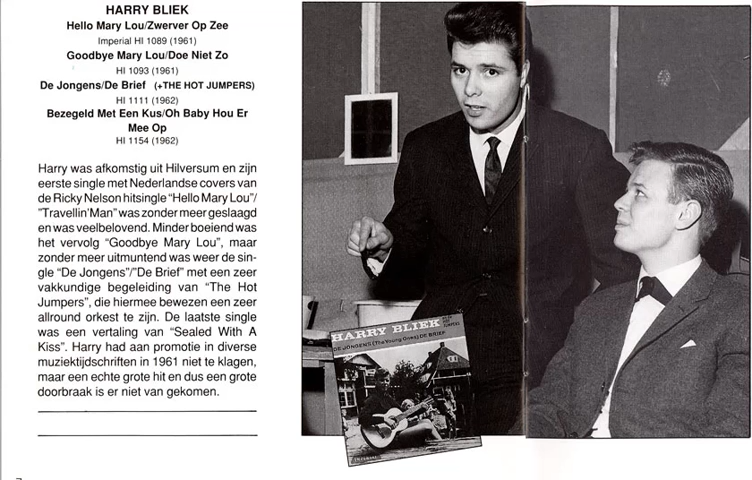 HARRY BLIEK
Hello Mary Lou/Zwerver Op Zee
Imperial HI 1089 (1961)
Goodbye Mary Lou/Doe Niet Zo
HI 1093 (1961)
De Jongens/De Brief (+THE HOT JUMPERS)
HI 1111 (1962)
Bezegeld Met Een Kus/Oh Baby Hou Er
Mee Op
HI 1154 (1962)
Harry was afkomstig uit Hilversum en zijn
eerste single met Nederlandse covers van
de Ricky Nelson hitsingle "Hello Mary Lou"/
"Travellin'Man" was zonder meer geslaagd
en was veelbelovend. Minder boeiend was
het vervolg "Goodbye Mary Lou", maar
zonder meer uitmuntend was weer de sin-
gle "De Jongens"/"De Brief" met een zeer
vakkundige begeleiding van "The Hot
Jumpers", die hiermee bewezen een zeer
allround orkest te zijn. De laatste single
was een vertaling van "Sealed With A
Kiss". Harry had aan promotie in diverse
muziektijdschriften in 1961 niet te klagen,
maar een echte grote hit en dus een grote
doorbraak is er niet van gekomen.
HARRY BLIEK
HOT
JUMPERS
DE JONGENS (The Young Ones) DE BRIEF